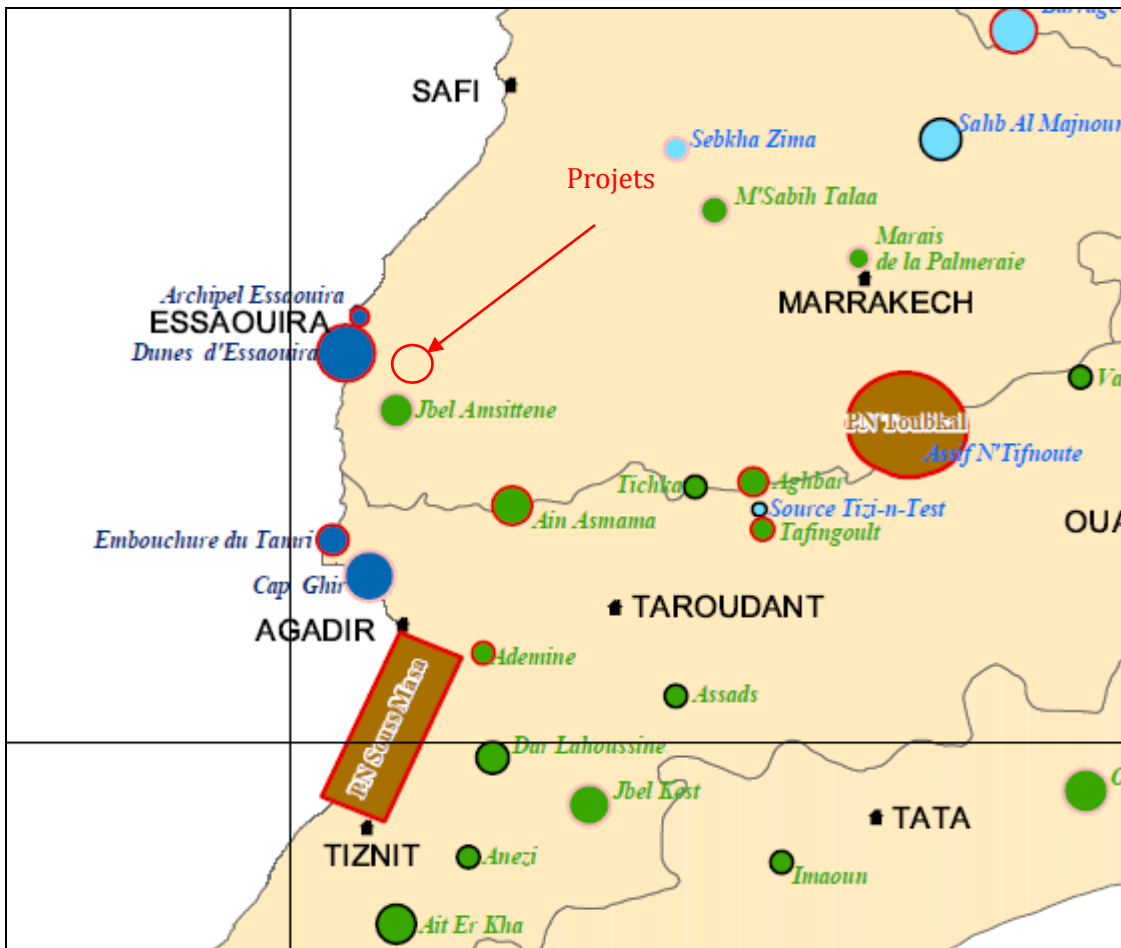 SAFI
Sebkha Zima
Sahb Al Majnoun
Projets
M'Sabih Talaa
Marais
de la Palmeraie
MARRAKECH
Archipel Essaouira
ESSAOUIRA
Dunes d'Essaouira
Jbel Amsittene
PN Toubkal
Assif N'Tifnoute
Tichka
Aghbar
Source Tizi-n-Test
Tafingoult
Ain Asmama
Embouchure du Tamri
Cap Ghir
TAROUDANT
AGADIR
Ademine
Assads
PN Souss Masa
Dar Lahoussine
Jbel Kest
TATA
TIZNIT
Anezi
Imaoun
Ait Er Kha